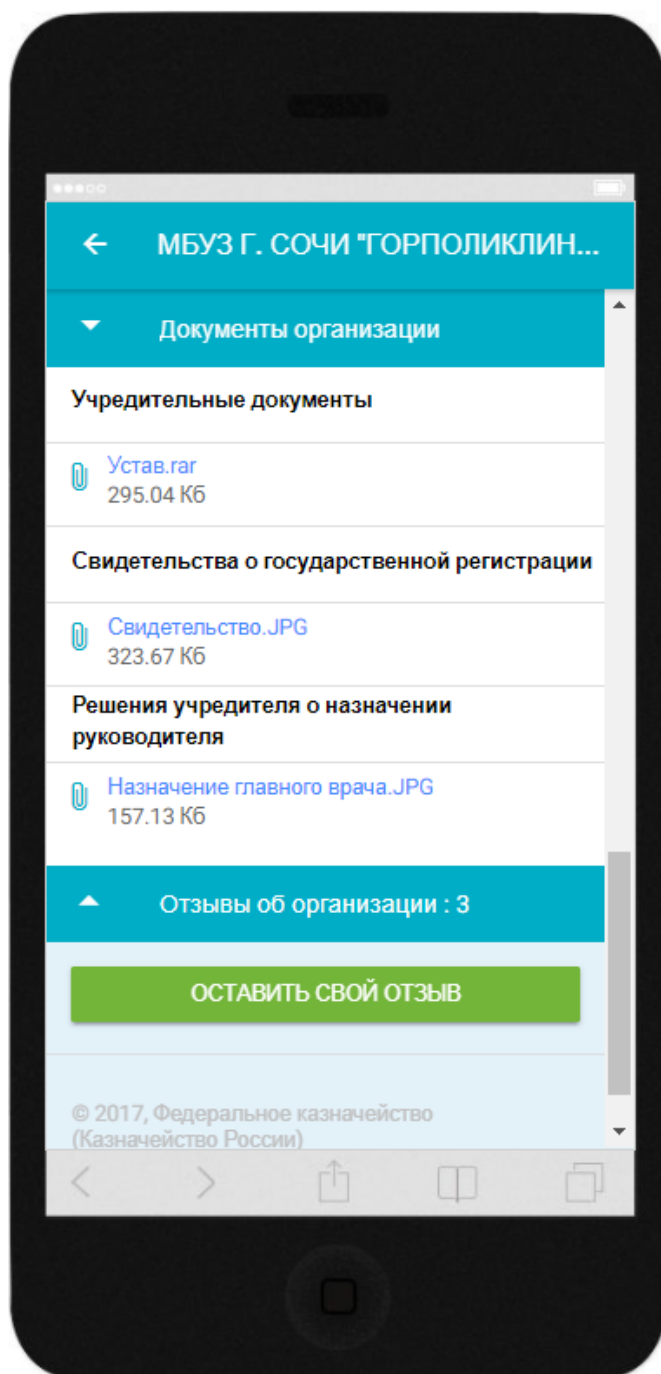 МБУЗ Г. СОЧИ "ГОРПОЛИКЛИН...
Документы организации
Учредительные документы
Устав.rar
295.04 Кб
Свидетельства о государственной регистрации
Свидетельство.JPG
323.67 Кб
Решения учредителя о назначении
руководителя
Назначение главного врача.JPG
157.13 Кб
Отзывы об организации : 3
ОСТАВИТЬ СВОЙ ОТЗЫВ
© 2017, Федеральное казначейство
(Казначейство России)